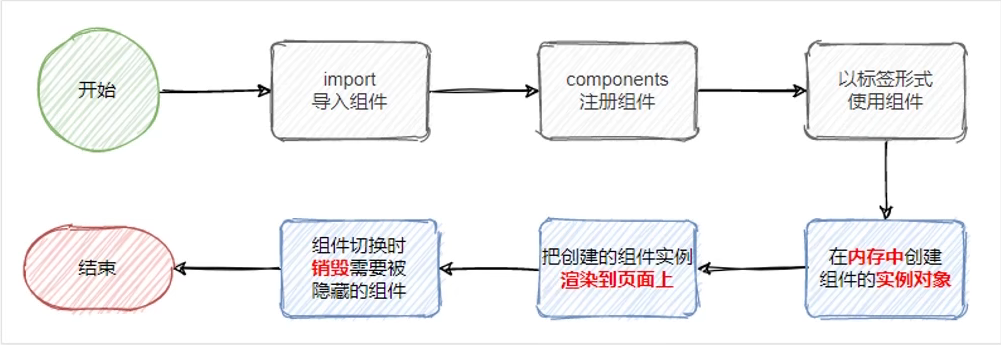 开始
import
导入组件
components
注册组件
以标签形式
使用组件
在内存中创建
组件的实例对象
把创建的组件实例
渲染到页面上
组件切换时
销毁需要被
隐藏的组件
结束